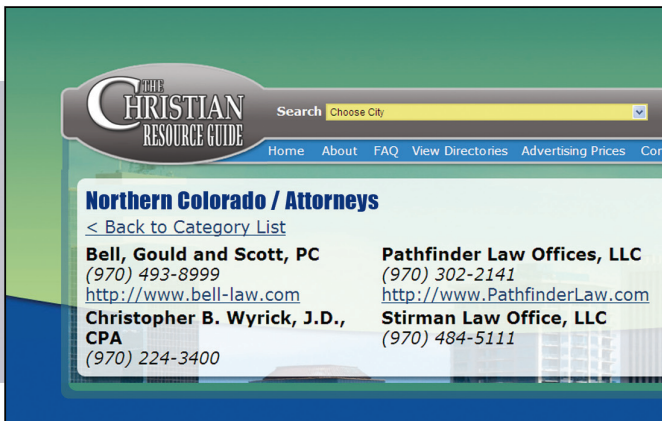 THE
CHRISTIAN
RESOURCE GUIDE
Search Choose City
Home About FAQ View Directories Advertising Prices
Northern Colorado / Attorneys
< Back to Category List
Bell, Gould and Scott, PC
(970) 493-8999
http://www.bell-law.com
Christopher B. Wyrick, J.D.,
CPA
(970) 224-3400
Pathfinder Law Offices, LLC
(970) 302-2141
http://www.PathfinderLaw.com
Stirman Law Office, LLC
(970) 484-5111